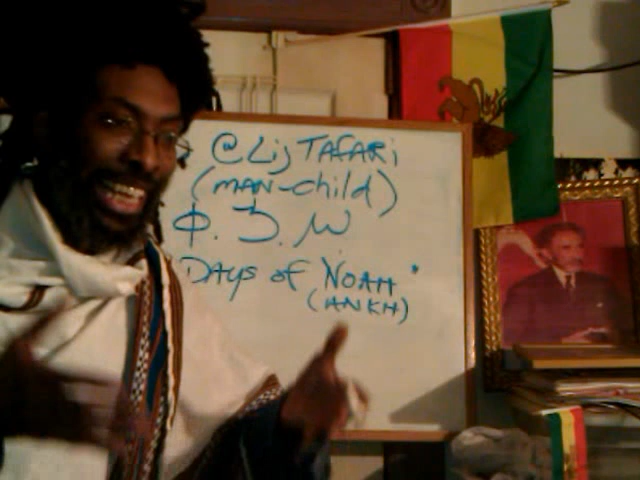 @Lij TAFARi
(MAN-child)
"DAYS of NOAH"
(ANKH)